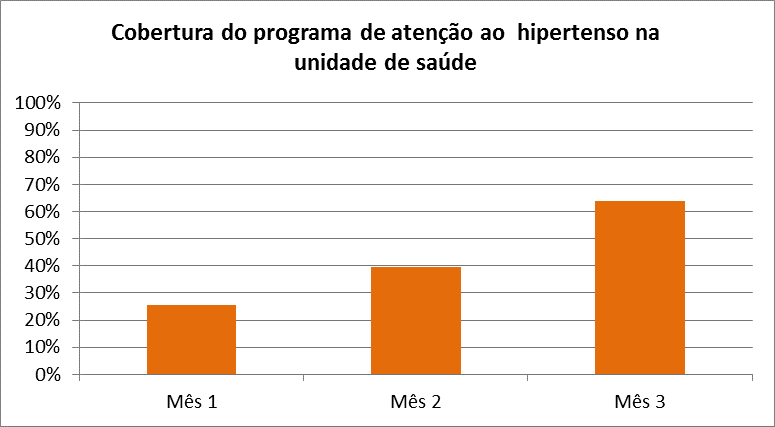 Cobertura do programa de atenção ao  hipertenso na
unidade de saúde
100%
90%
80%
70%
60%
50%
40%
30%
20%
10%
0%
Mês 1
Mês 2
Mês 3